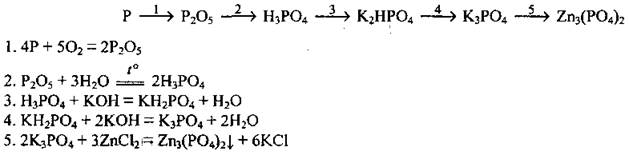 P —1→ P₂O₅ —2→ H₃PO₄ —3→ K₂HPO₄ —4→ K₃PO₄ —5→ Zn₃(PO₄)₂
1. 4P + 5O₂ = 2P₂O₅
2. P₂O₅ + 3H₂O =t°= 2H₃PO₄
3. H₃PO₄ + KOH = KH₂PO₄ + H₂O
4. KH₂PO₄ + 2KOH = K₃PO₄ + 2H₂O
5. 2K₃PO₄ + 3ZnCl₂ = Zn₃(PO₄)₂↓ + 6KCl